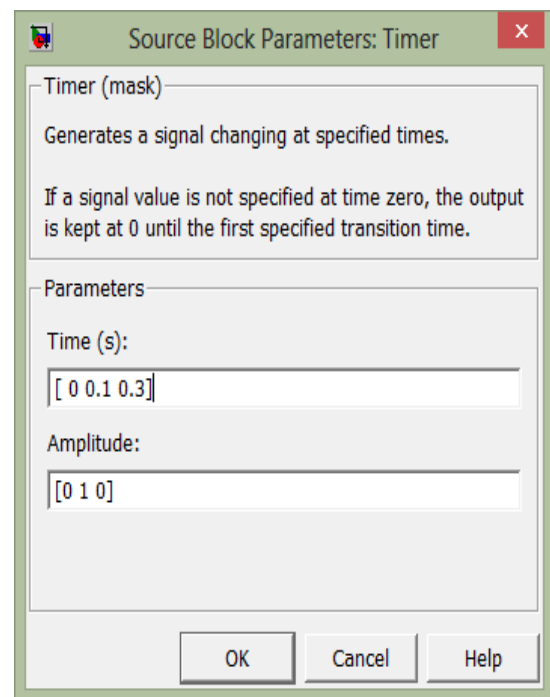 Source Block Parameters: Timer
x
Timer (mask)
Generates a signal changing at specified times.
If a signal value is not specified at time zero, the output
is kept at 0 until the first specified transition time.
Parameters
Time (s):
[ 0 0.1 0.3]
Amplitude:
[0 1 0]
OK Cancel Help